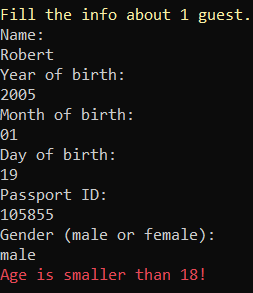 Fill the info about 1 guest.
Name:
Robert
Year of birth:
2005
Month of birth:
01
Day of birth:
19
Passport ID:
105855
Gender (male or female):
male
Age is smaller than 18!